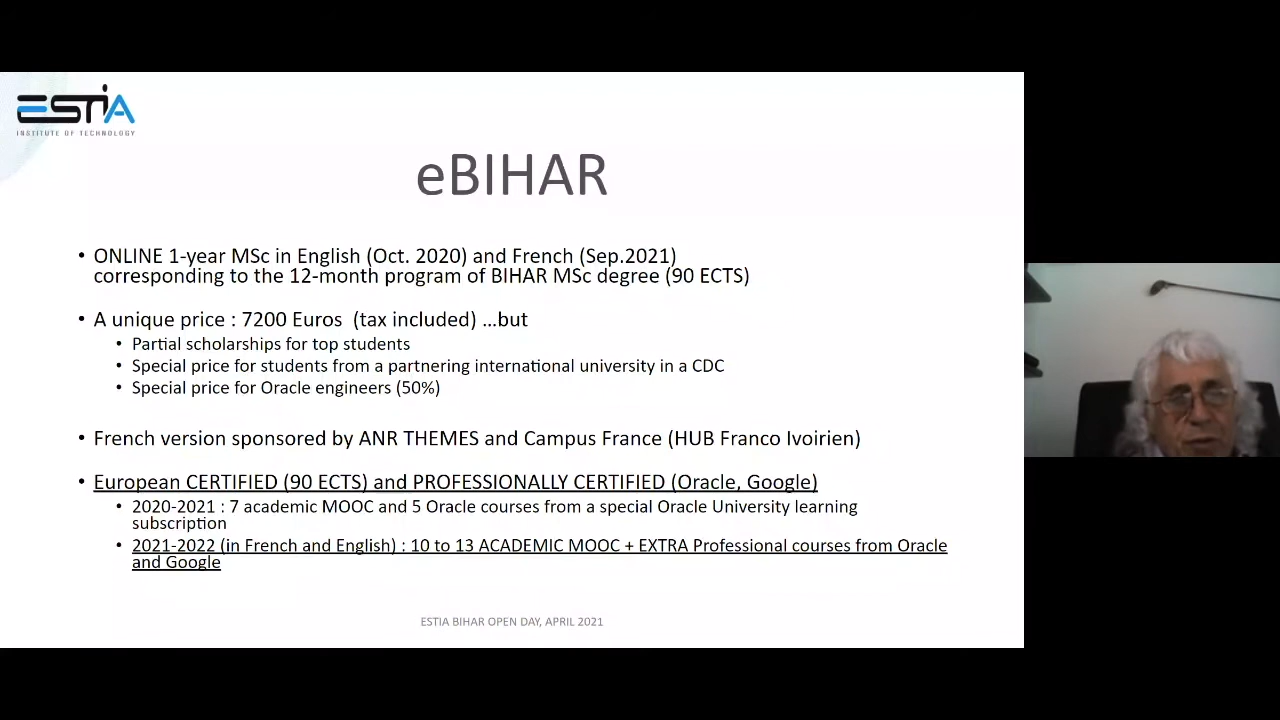 ESTIA
INSTITUTE OF TECHNOLOGY
eBIHAR
• ONLINE 1-year MSc in English (Oct. 2020) and French (Sep.2021)
corresponding to the 12-month program of BIHAR MSc degree (90 ECTS)
• A unique price : 7200 Euros (tax included) ...but
• Partial scholarships for top students
• Special price for students from a partnering international university in a CDC
• Special price for Oracle engineers (50%)
• French version sponsored by ANR THEMES and Campus France (HUB Franco Ivoirien)
• European CERTIFIED (90 ECTS) and PROFESSIONALLY CERTIFIED (Oracle, Google)
• 2020-2021 : 7 academic MOOC and 5 Oracle courses from a special Oracle University learning
subscription
• 2021-2022 (in French and English) : 10 to 13 ACADEMIC MOOC + EXTRA Professional courses from Oracle
and Google
ESTIA BIHAR OPEN DAY, APRIL 2021